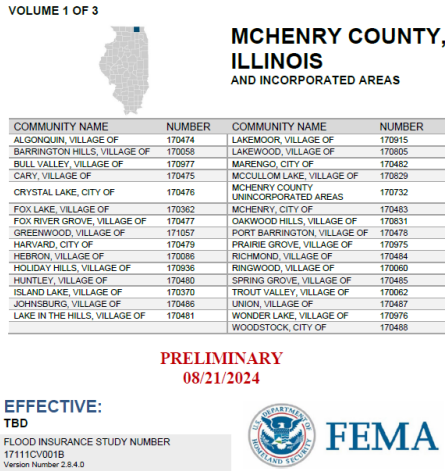 VOLUME 1 OF 3
MCHENRY COUNTY,
ILLINOIS
AND INCORPORATED AREAS
COMMUNITY NAME NUMBER
ALGONQUIN, VILLAGE OF 170474
BARRINGTON HILLS, VILLAGE OF 170058
BULL VALLEY, VILLAGE OF 170977
CARY, VILLAGE OF 170475
CRYSTAL LAKE, CITY OF 170476
FOX LAKE, VILLAGE OF 170362
FOX RIVER GROVE, VILLAGE OF 170477
GREENWOOD, VILLAGE OF 171057
HARVARD, CITY OF 170479
HEBRON, VILLAGE OF 170086
HOLIDAY HILLS, VILLAGE OF 170936
HUNTLEY, VILLAGE OF 170480
ISLAND LAKE, VILLAGE OF 170370
JOHNSBURG, VILLAGE OF 170486
LAKE IN THE HILLS, VILLAGE OF 170481
COMMUNITY NAME NUMBER
LAKEMOOR, VILLAGE OF 170915
LAKEWOOD, VILLAGE OF 170805
MARENGO, CITY OF 170482
MCCULLOM LAKE, VILLAGE OF 170829
MCHENRY COUNTY
UNINCORPORATED AREAS 170732
MCHENRY, CITY OF 170483
OAKWOOD HILLS, VILLAGE OF 170831
PORT BARRINGTON, VILLAGE OF 170478
PRAIRIE GROVE, VILLAGE OF 170975
RICHMOND, VILLAGE OF 170484
RINGWOOD, VILLAGE OF 170060
SPRING GROVE, VILLAGE OF 170485
TROUT VALLEY, VILLAGE OF 170062
UNION, VILLAGE OF 170487
WONDER LAKE, VILLAGE OF 170976
WOODSTOCK, CITY OF 170488
PRELIMINARY
08/21/2024
EFFECTIVE:
TBD
FLOOD INSURANCE STUDY NUMBER
17111CV001B
Version Number 2.8.4.0
U.S. DEPARTMENT OF
HOMELAND SECURITY
FEMA